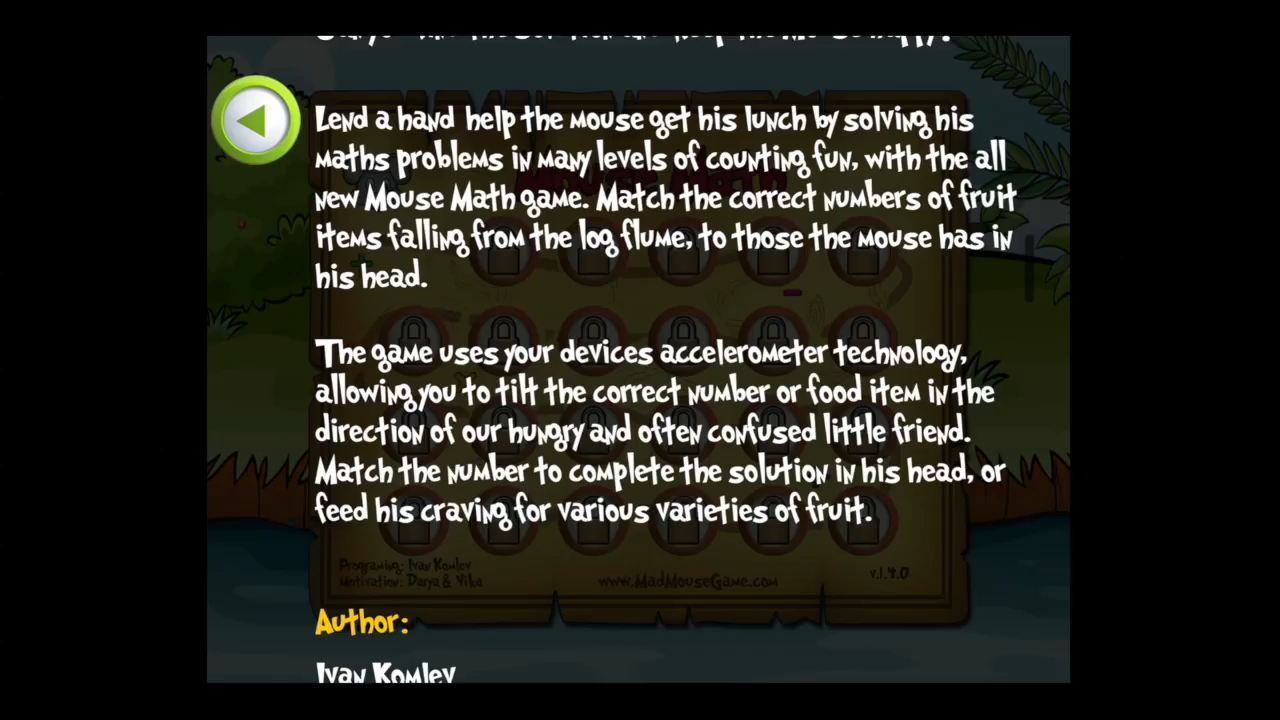 Lend a hand help the mouse get his lunch by solving his
maths problems in many levels of counting fun, with the all
new Mouse Math game. Match the correct numbers of fruit
items falling from the log flume, to those the mouse has in
his head.
The game uses your devices accelerometer technology,
allowing you to tilt the correct number or food item in the
direction of our hungry and often confused little friend.
Match the number to complete the solution in his head, or
feed his craving for various varieties of fruit.
Programing: Ivan Komlev
Motivation: Darya & Vika
www.MadMouseGame.com
v.1.4.0
Author:
Ivan Komlev